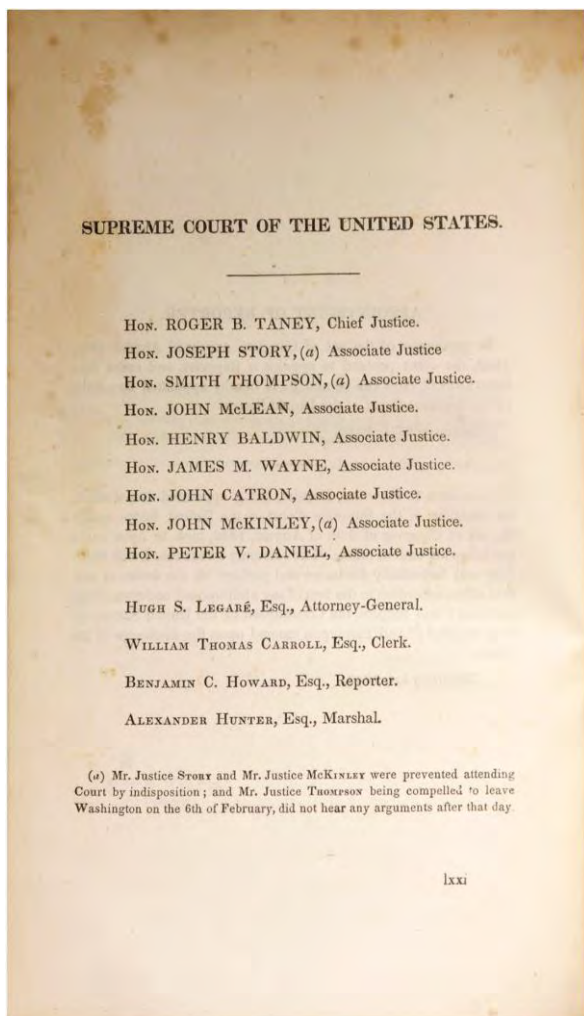 SUPREME COURT OF THE UNITED STATES.
Hon. ROGER B. TANEY, Chief Justice.
Hon. JOSEPH STORY,(a) Associate Justice
Hon. SMITH THOMPSON,(a) Associate Justice.
Hon. JOHN McLEAN, Associate Justice.
Hon. HENRY BALDWIN, Associate Justice.
Hon. JAMES M. WAYNE, Associate Justice.
Hon. JOHN CATRON, Associate Justice.
Hon. JOHN McKINLEY,(a) Associate Justice.
Hon. PETER V. DANIEL, Associate Justice.
Hugh S. Legaré, Esq., Attorney-General.
William Thomas Carroll, Esq., Clerk.
Benjamin C. Howard, Esq., Reporter.
Alexander Hunter, Esq., Marshal.
(a) Mr. Justice Story and Mr. Justice McKinley were prevented attending
Court by indisposition; and Mr. Justice Thompson being compelled to leave
Washington on the 6th of February, did not hear any arguments after that day.
lxxi